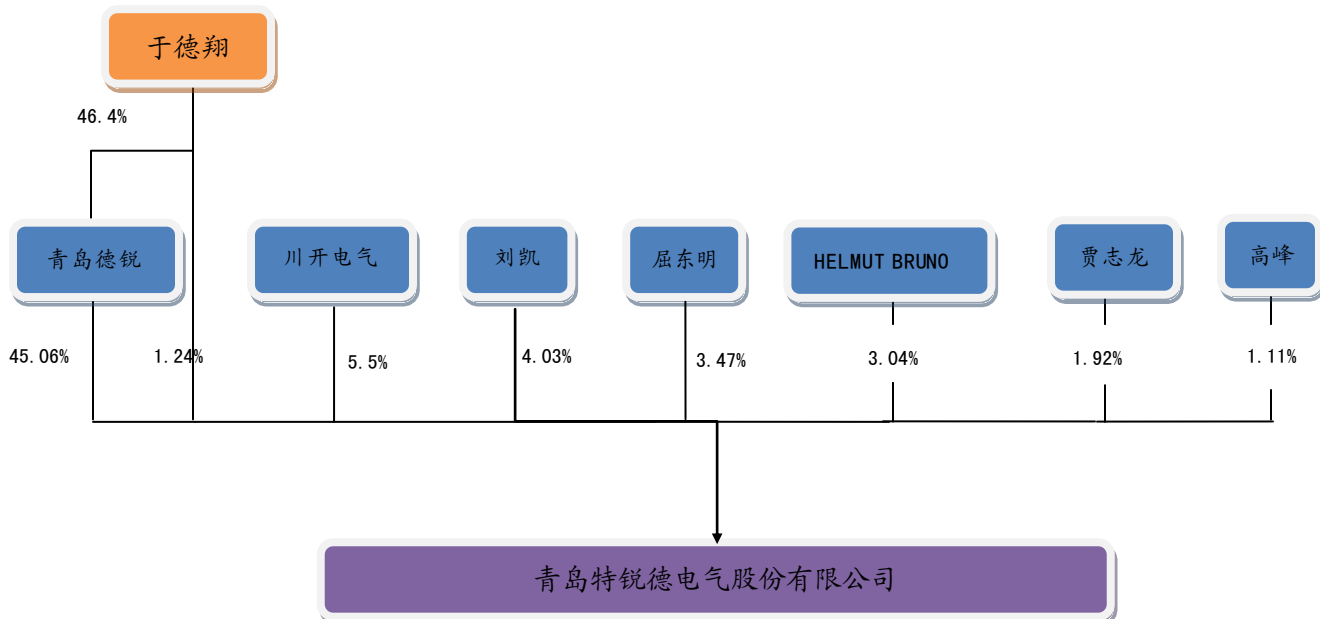 于德翔
46.4%
青岛德锐
川开电气
刘凯
屈东明
HELMUT BRUNO
贾志龙
高峰
45.06%
1.24%
5.5%
4.03%
3.47%
3.04%
1.92%
1.11%
青岛特锐德电气股份有限公司